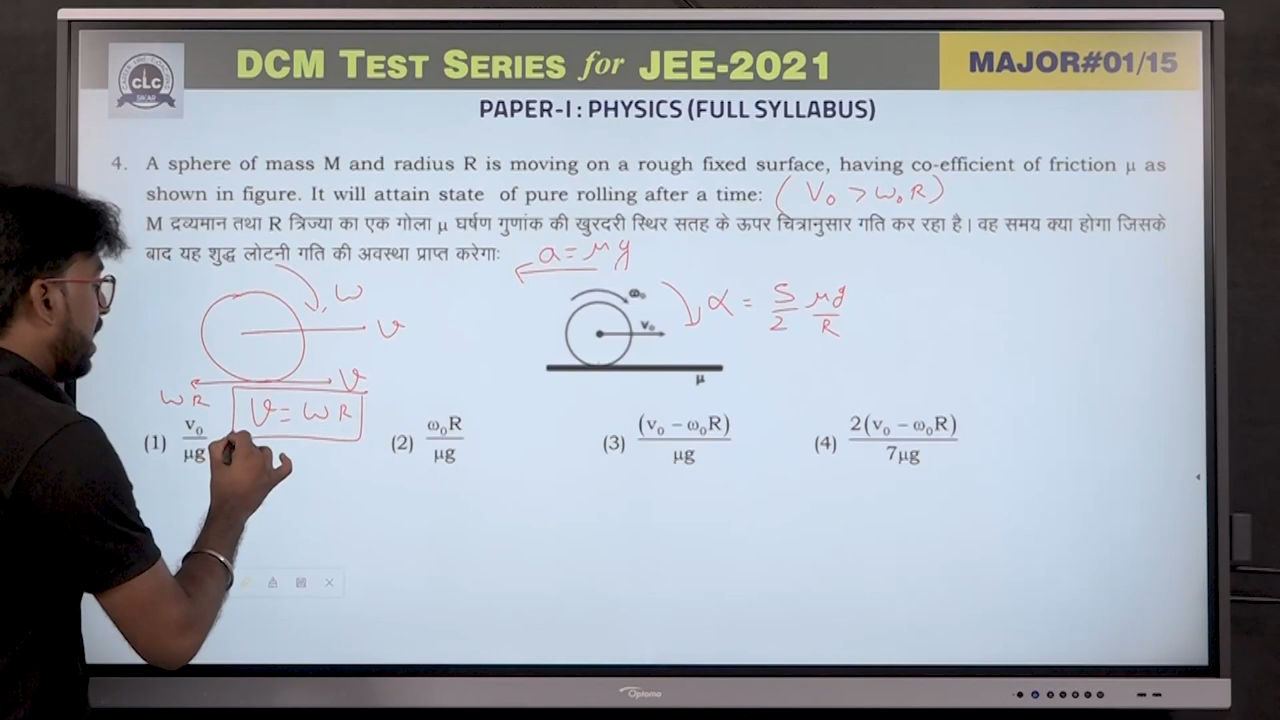 DCM TEST SERIES for JEE-2021
MAJOR#01/15
CLC
PAPER-I : PHYSICS (FULL SYLLABUS)
4. A sphere of mass M and radius R is moving on a rough fixed surface, having co-efficient of friction μ as
shown in figure. It will attain state of pure rolling after a time: (V₀ > ω₀R)
M द्रव्यमान तथा R त्रिज्या का एक गोला μ घर्षण गुणांक की खुरदरी स्थिर सतह के ऊपर चित्रानुसार गति कर रहा है। वह समय क्या होगा जिसके
बाद यह शुद्ध लोटनी गति की अवस्था प्राप्त करेगाः
a = μg
ω
v
ω₀
v₀
μ
α = 5/2 μg/R
ωR
v
v = ωR
(1) v₀/μg
(2) ω₀R/μg
(3) (v₀ − ω₀R)/μg
(4) 2(v₀ − ω₀R)/7μg
Optoma